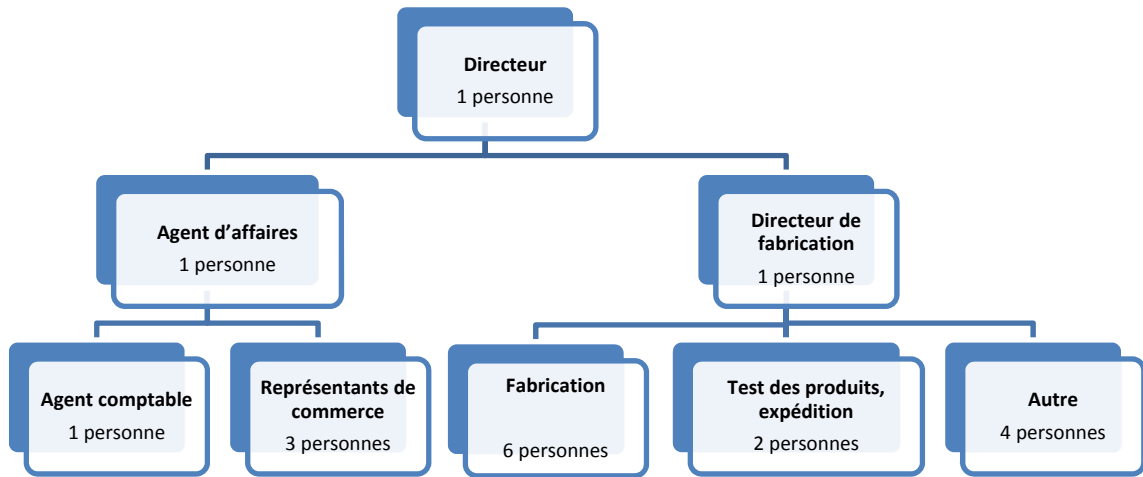 Directeur
1 personne
Agent d’affaires
1 personne
Directeur de
fabrication
1 personne
Agent comptable
1 personne
Représentants de
commerce
3 personnes
Fabrication
6 personnes
Test des produits,
expédition
2 personnes
Autre
4 personnes